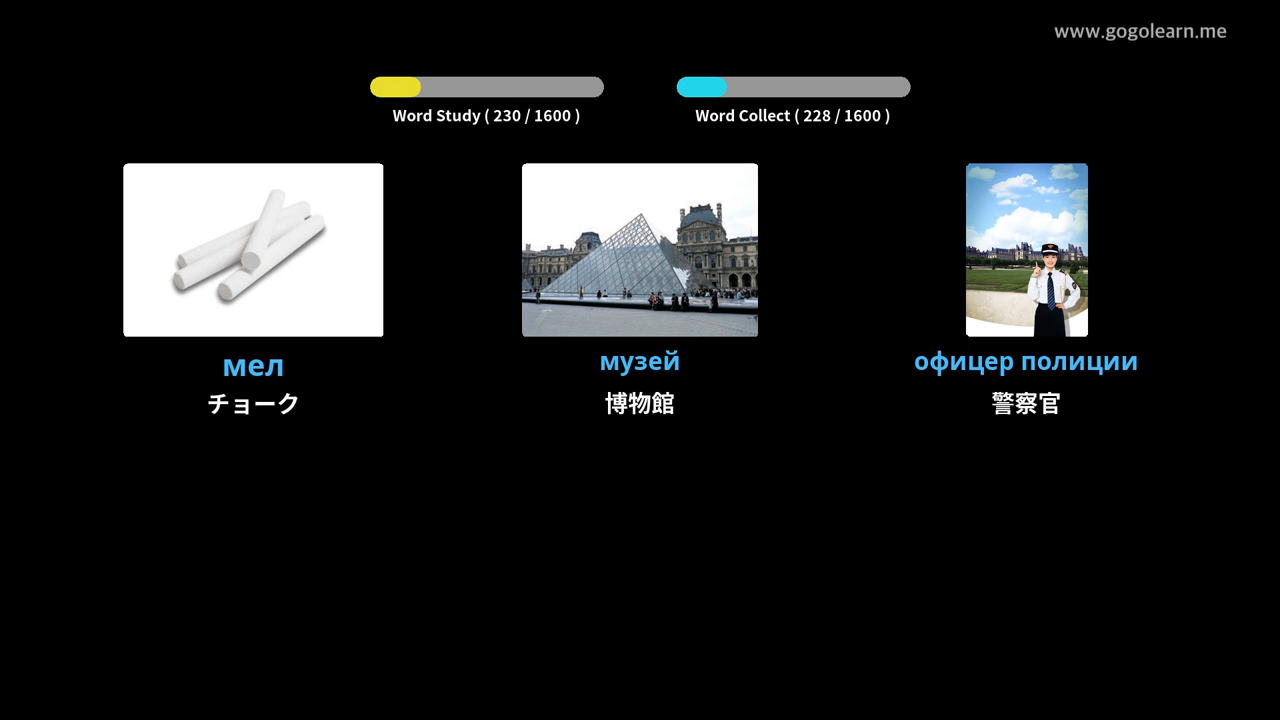 www.gogolearn.me
Word Study ( 230 / 1600 )
Word Collect ( 228 / 1600 )
мел
チョーク
музей
博物館
офицер полиции
警察官